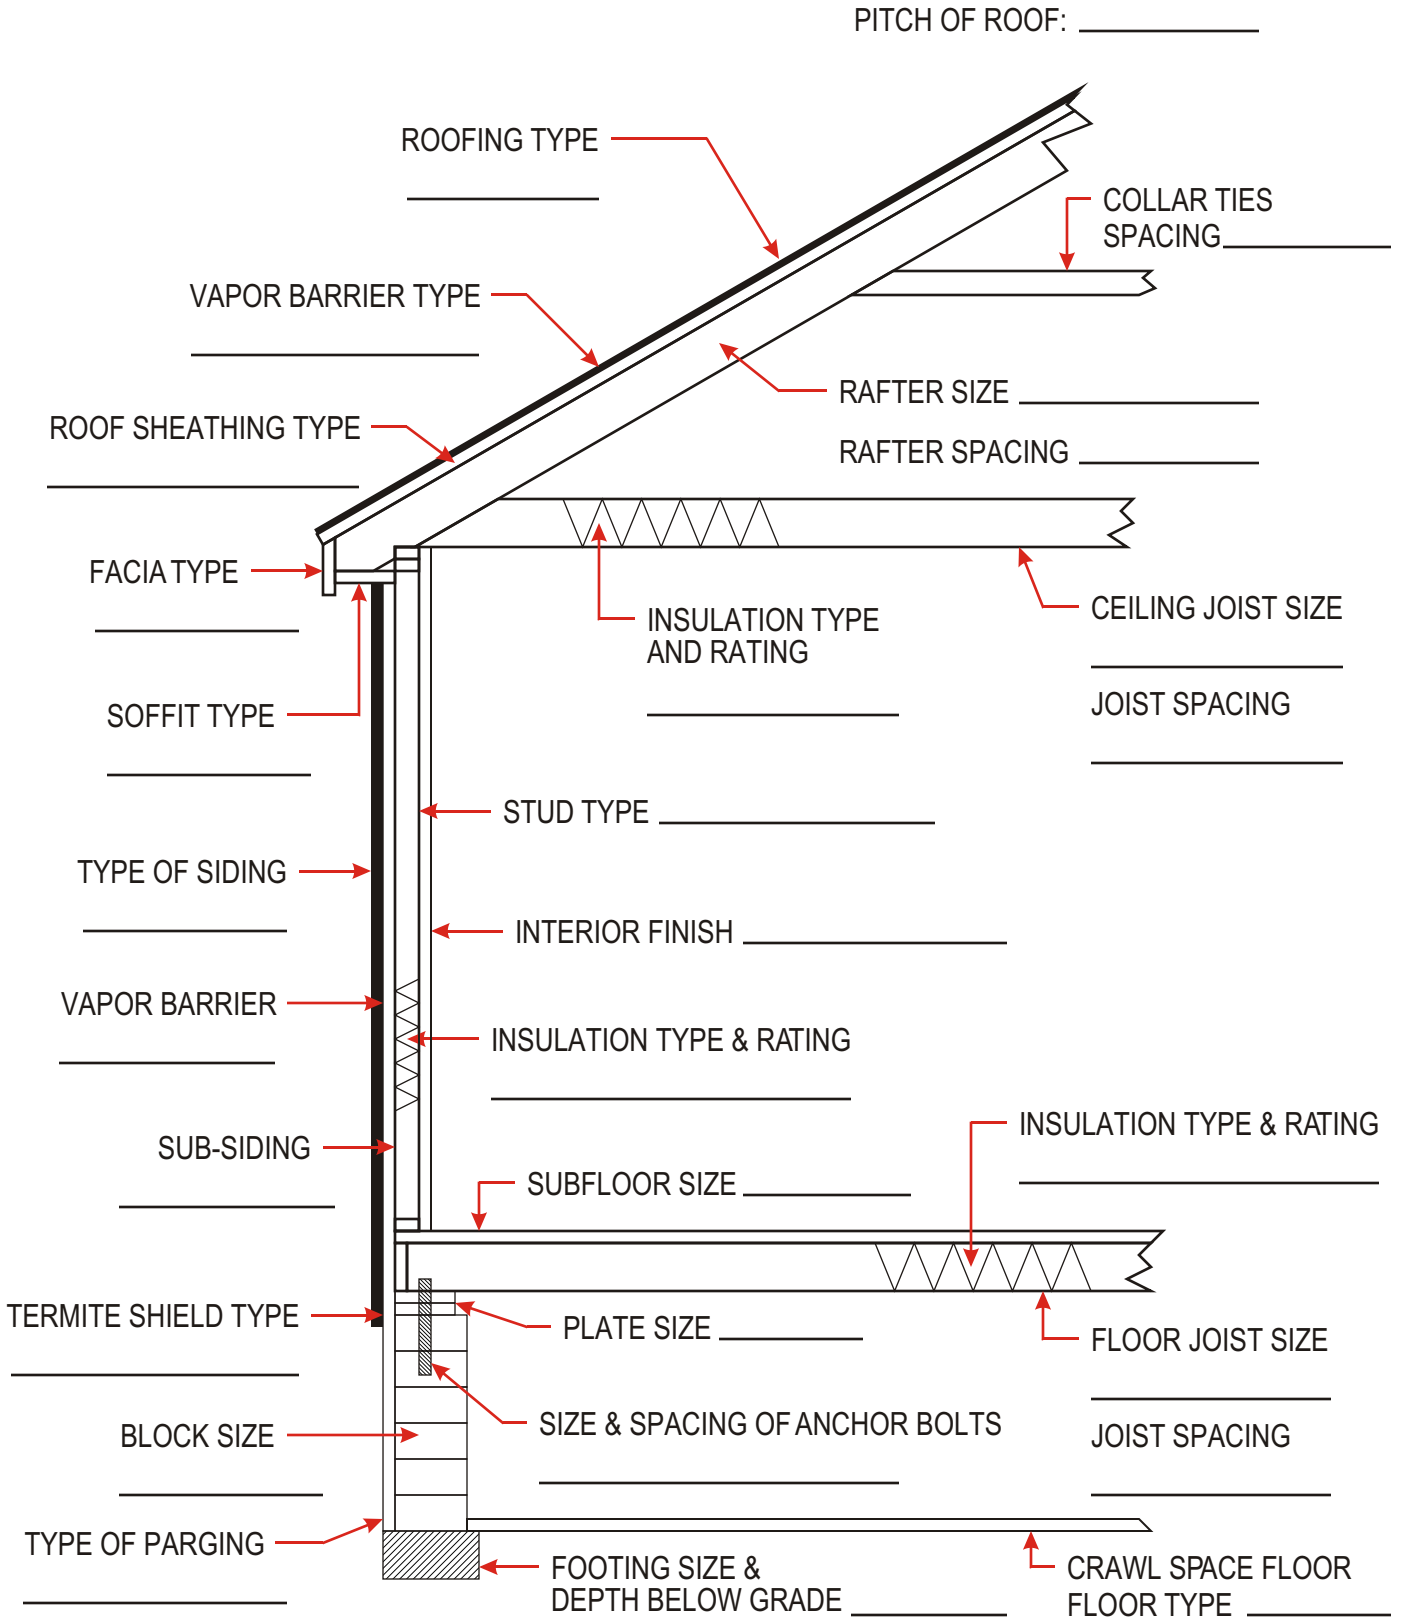 PITCH OF ROOF:
ROOFING TYPE
COLLAR TIES
SPACING
VAPOR BARRIER TYPE
RAFTER SIZE
ROOF SHEATHING TYPE
RAFTER SPACING
FACIA TYPE
INSULATION TYPE
AND RATING
CEILING JOIST SIZE
JOIST SPACING
SOFFIT TYPE
STUD TYPE
TYPE OF SIDING
INTERIOR FINISH
VAPOR BARRIER
INSULATION TYPE & RATING
INSULATION TYPE & RATING
SUB-SIDING
SUBFLOOR SIZE
TERMITE SHIELD TYPE
PLATE SIZE
FLOOR JOIST SIZE
SIZE & SPACING OF ANCHOR BOLTS
BLOCK SIZE
JOIST SPACING
TYPE OF PARGING
FOOTING SIZE &
DEPTH BELOW GRADE
CRAWL SPACE FLOOR
FLOOR TYPE